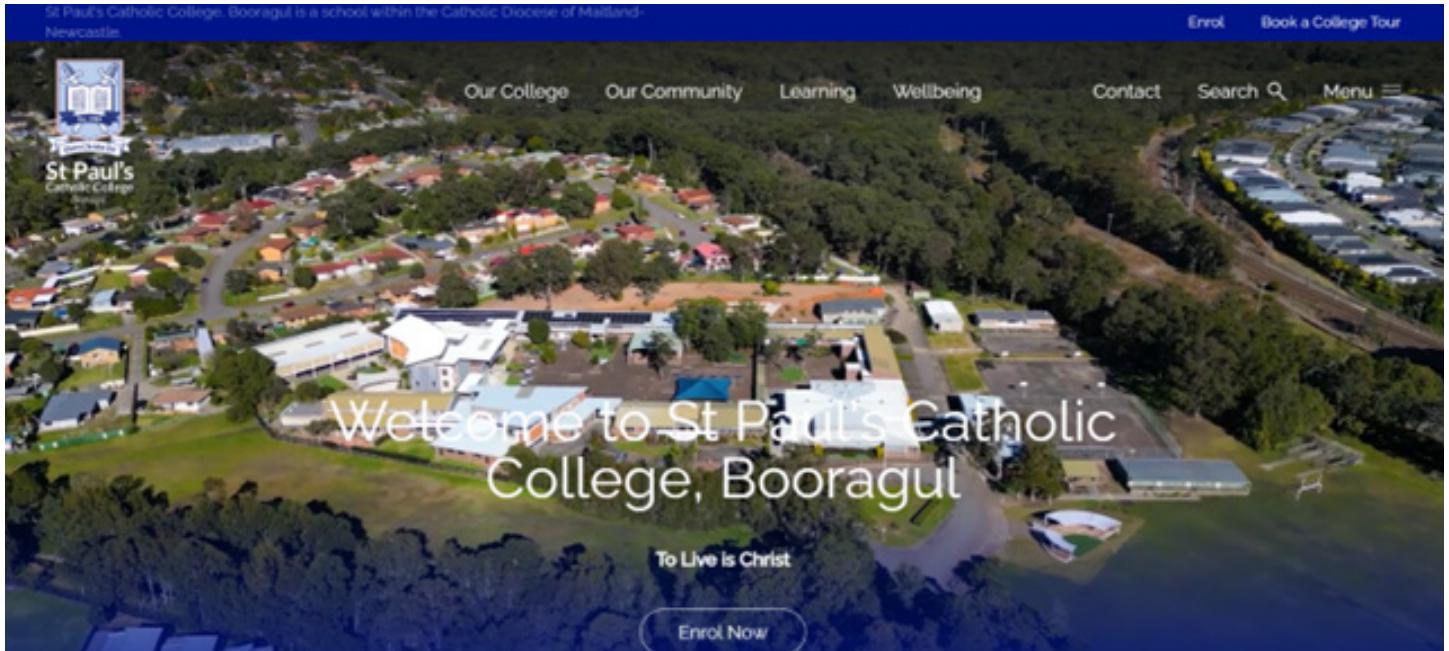 St Paul's Catholic College, Booragul is a school within the Catholic Diocese of Maitland-
Newcastle.
Enrol
Book a College Tour
Our College
Our Community
Learning
Wellbeing
Contact
Search
Menu
St Paul's
Catholic College
Welcome to St Paul's Catholic
College, Booragul
To Live is Christ
Enrol Now